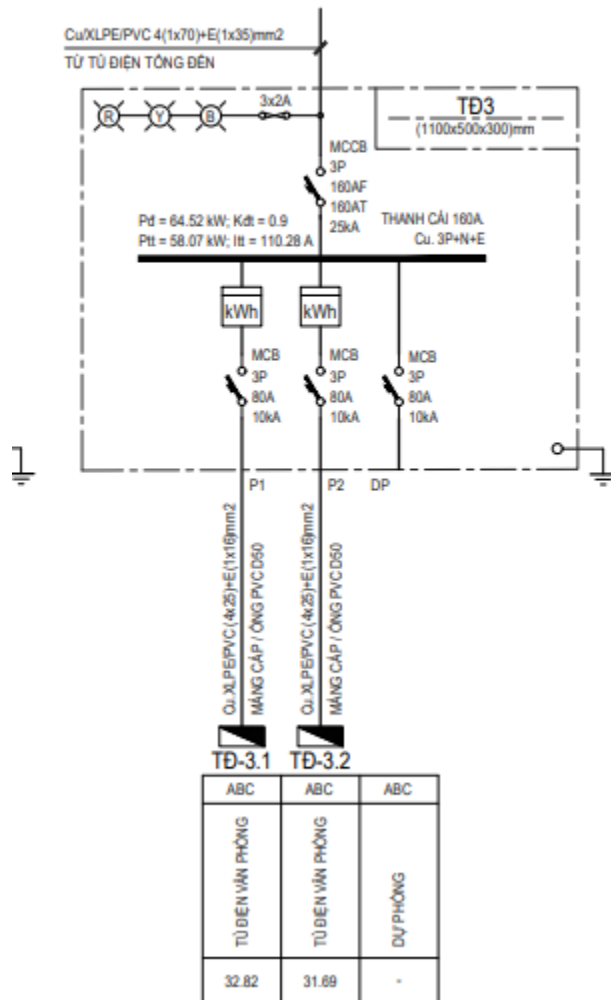 Cu/XLPE/PVC 4(1x70)+E(1x35)mm2
TỪ TỦ ĐIỆN TỔNG ĐẾN
R
Y
B
3x2A
TĐ3
(1100x500x300)mm
MCCB
3P
160AF
160AT
25kA
Pđ = 64.52 kW; Kđt = 0.9
Ptt = 58.07 kW; Itt = 110.28 A
THANH CÁI 160A.
Cu. 3P+N+E
kWh
kWh
MCB
3P
80A
10kA
MCB
3P
80A
10kA
MCB
3P
80A
10kA
P1
P2
DP
Cu.XLPE/PVC (4x25)+E(1x16)mm2
MÁNG CÁP / ỐNG PVC D50
Cu.XLPE/PVC (4x25)+E(1x16)mm2
MÁNG CÁP / ỐNG PVC D50
TĐ-3.1
TĐ-3.2
ABC
ABC
ABC
TỦ ĐIỆN VĂN PHÒNG
TỦ ĐIỆN VĂN PHÒNG
DỰ PHÒNG
32.82
31.69
-